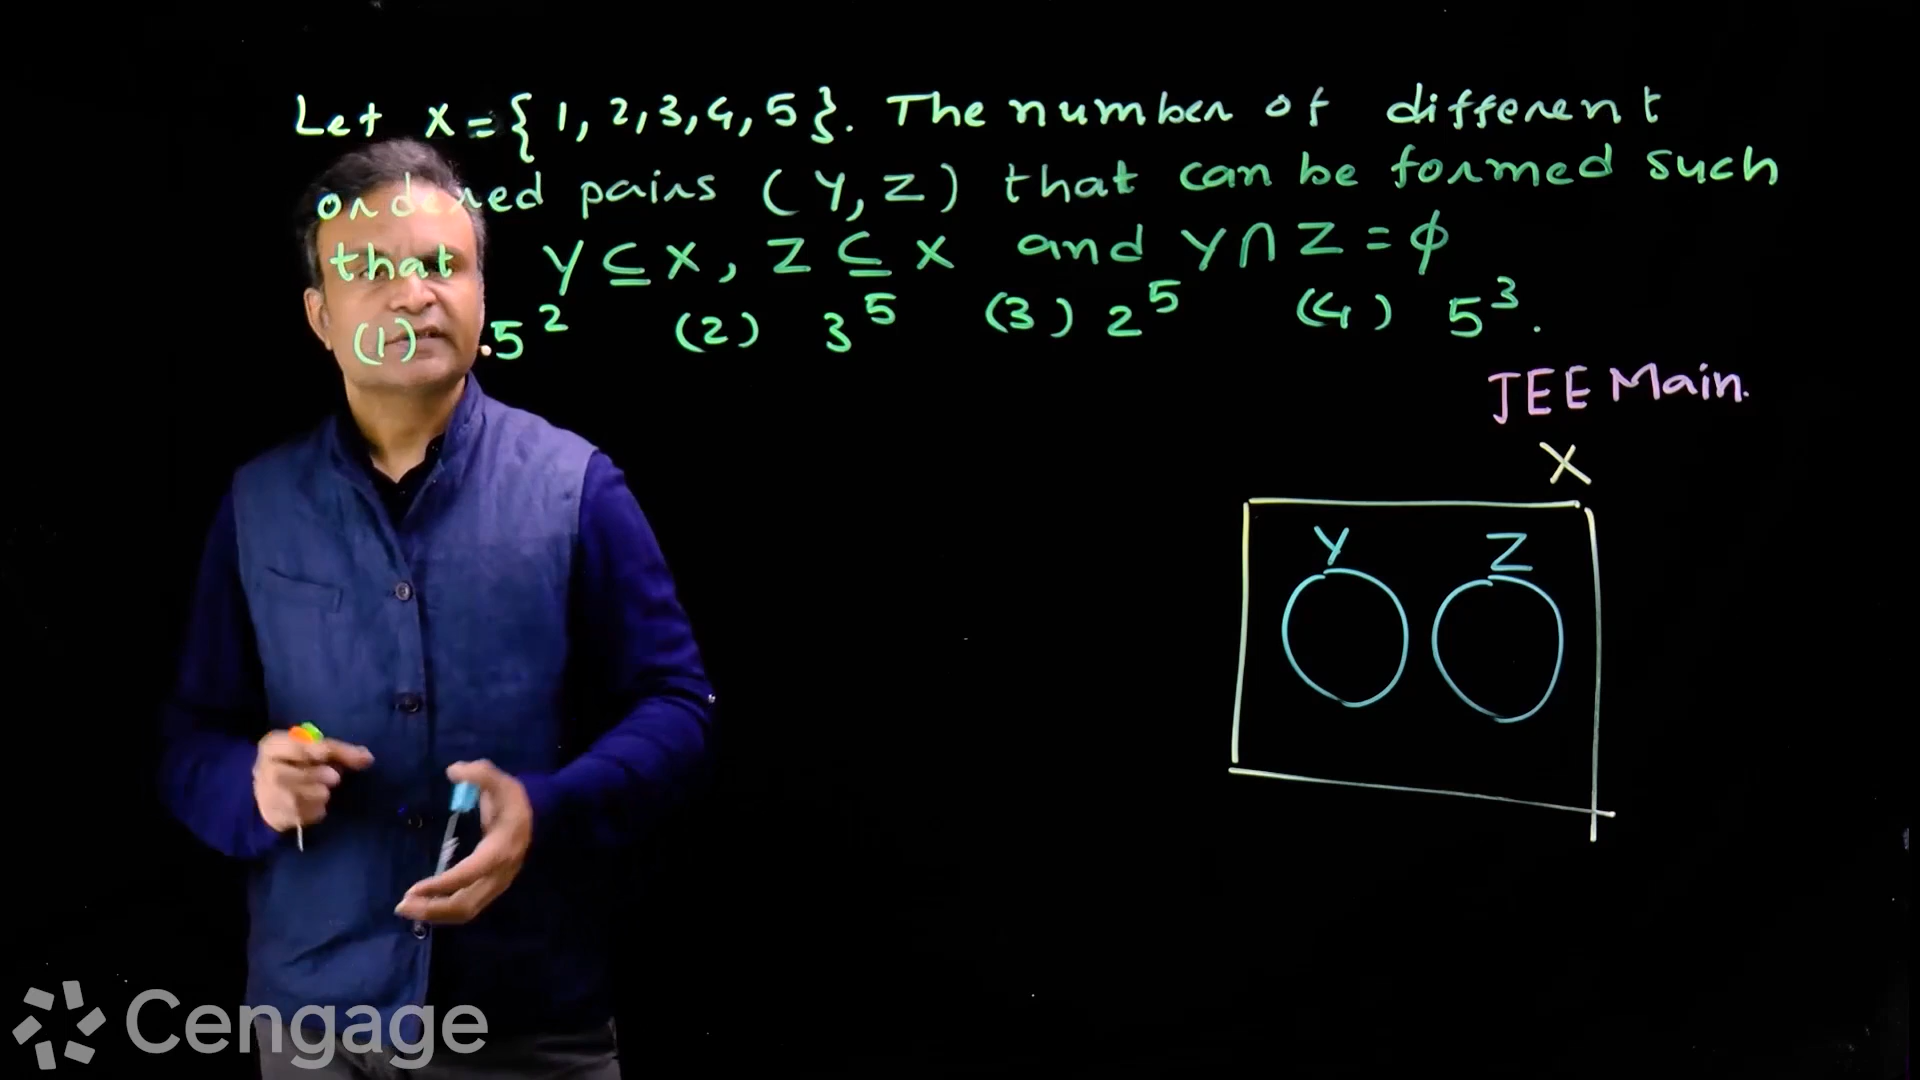 Let X = { 1, 2, 3, 4, 5 }. The number of different
ordered pairs ( Y, Z ) that can be formed such
that Y ⊆ X, Z ⊆ X and Y ∩ Z = ϕ
(1) 5² (2) 3⁵ (3) 2⁵ (4) 5³.
JEE Main.
X
Y Z
Cengage